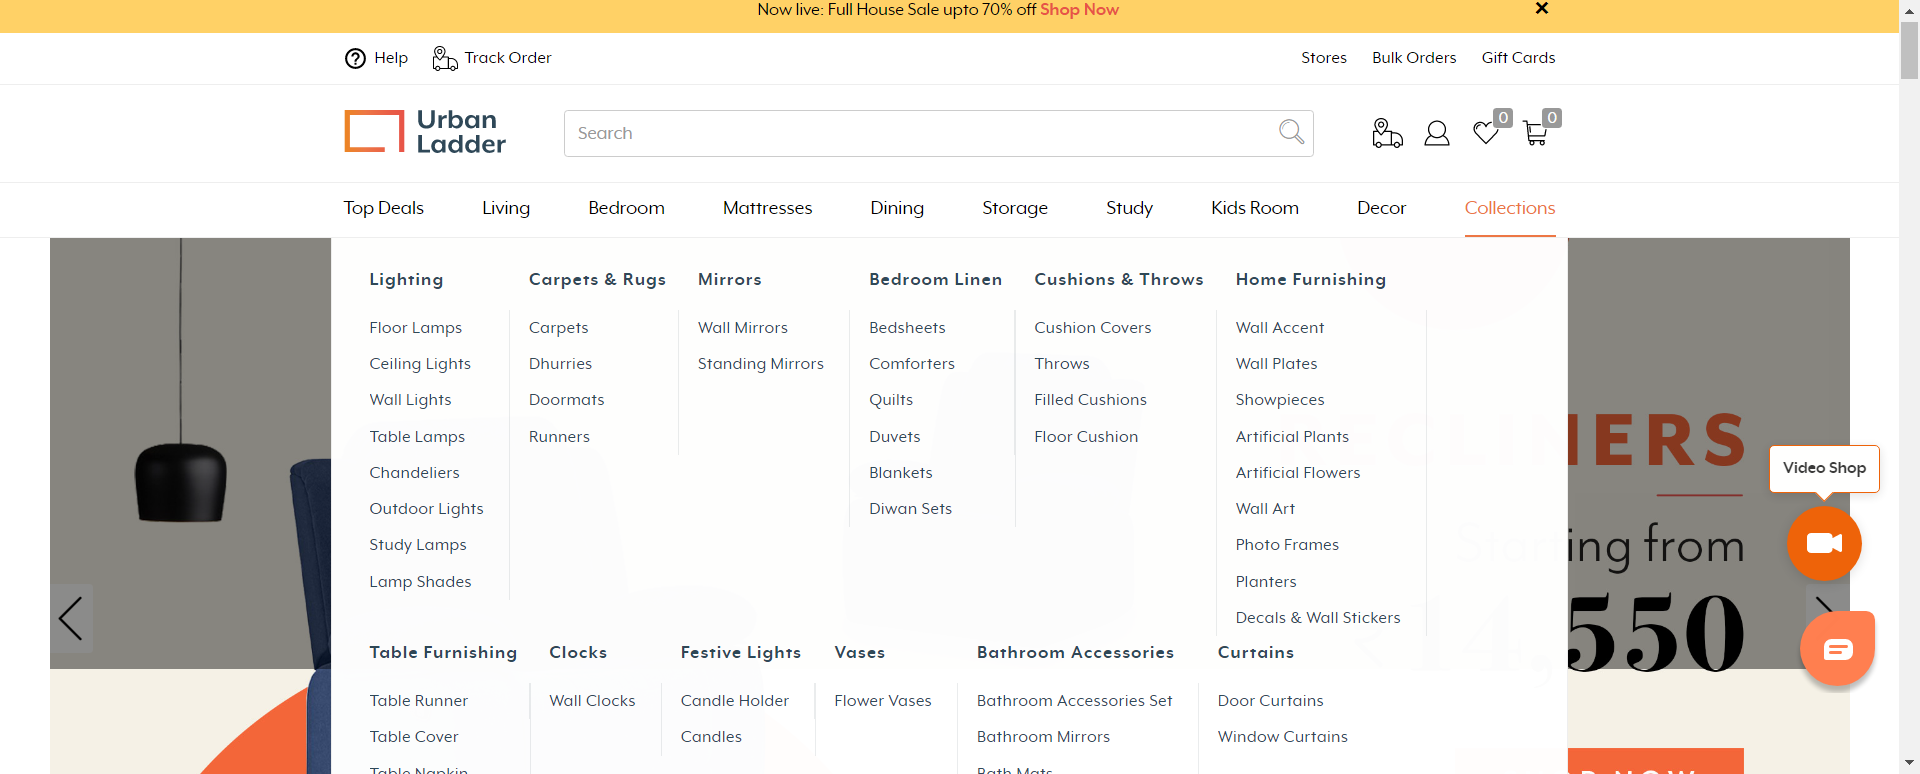 Now live: Full House Sale upto 70% off Shop Now
Help
Track Order
Stores
Bulk Orders
Gift Cards
Urban
Ladder
Search
0
0
Top Deals
Living
Bedroom
Mattresses
Dining
Storage
Study
Kids Room
Decor
Collections
Lighting
Floor Lamps
Ceiling Lights
Wall Lights
Table Lamps
Chandeliers
Outdoor Lights
Study Lamps
Lamp Shades
Carpets & Rugs
Carpets
Dhurries
Doormats
Runners
Mirrors
Wall Mirrors
Standing Mirrors
Bedroom Linen
Bedsheets
Comforters
Quilts
Duvets
Blankets
Diwan Sets
Cushions & Throws
Cushion Covers
Throws
Filled Cushions
Floor Cushion
Home Furnishing
Wall Accent
Wall Plates
Showpieces
Artificial Plants
Artificial Flowers
Wall Art
Photo Frames
Planters
Decals & Wall Stickers
Table Furnishing
Table Runner
Table Cover
Table Napkin
Clocks
Wall Clocks
Festive Lights
Candle Holder
Candles
Vases
Flower Vases
Bathroom Accessories
Bathroom Accessories Set
Bathroom Mirrors
Bath Mats
Curtains
Door Curtains
Window Curtains
Starting from
14,550
Video Shop